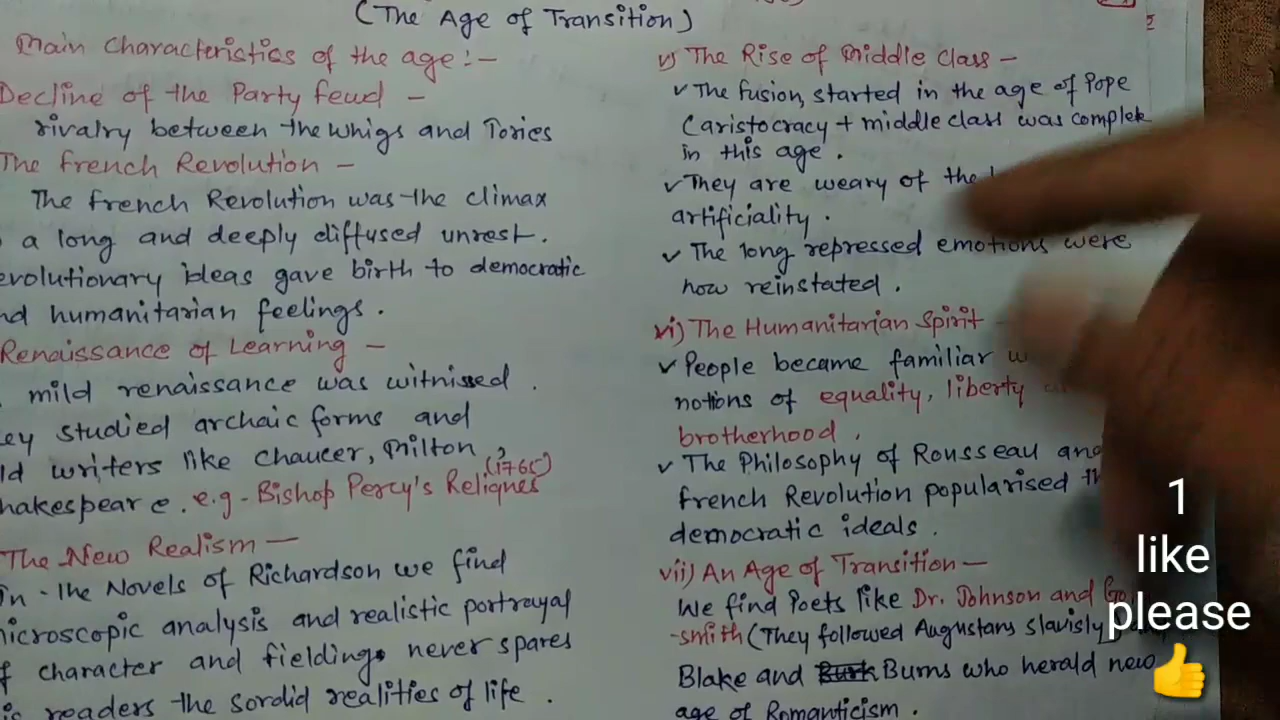 (The Age of Transition)
Main Characteristics of the age:-
Decline of the Party feud -
rivalry between the Whigs and Tories
The French Revolution -
The french Revolution was the climax
a long and deeply diffused unrest.
evolutionary ideas gave birth to democratic
nd humanitarian feelings.
Renaissance of Learning -
mild renaissance was witnissed.
ey studied archaic forms and
ld writers like Chaucer, Milton,
hakespeare. e.g- Bishop Percy's Reliques (1765)
The New Realism -
in the Novels of Richardson we find
icroscopic analysis and realistic portrayal
f character and fielding never spares
is readers the sordid realities of life.
v) The Rise of Middle Class -
✓ The fusion, started in the age of Pope
(aristocracy + middle class was complete
in this age.
✓ They are weary of the
artificiality.
✓ The long repressed emotions were
now reinstated.
vi) The Humanitarian Spirit -
✓ People became familiar w
notions of equality, liberty
brotherhood,
✓ The Philosophy of Rousseau and
french Revolution popularised th
democratic ideals.
vii) An Age of Transition -
We find Poets like Dr. Johnson and Go
-smith (They followed Augustans slavisly)
Blake and Burns who herald new
age of Romanticism.
1
like
please👍